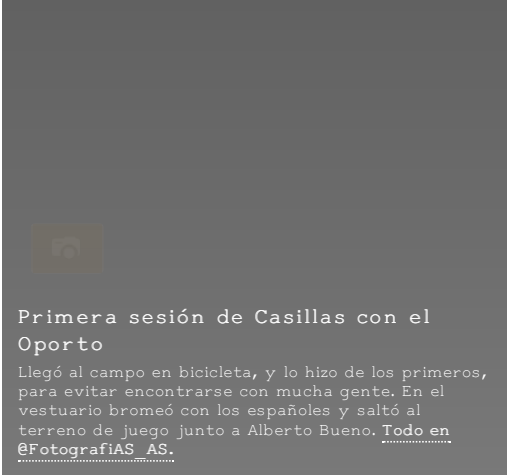 Primera sesión de Casillas con el
Oporto
Llegó al campo en bicicleta, y lo hizo de los primeros,
para evitar encontrarse con mucha gente. En el
vestuario bromeó con los españoles y saltó al
terreno de juego junto a Alberto Bueno. Todo en
@FotografiAS_AS.